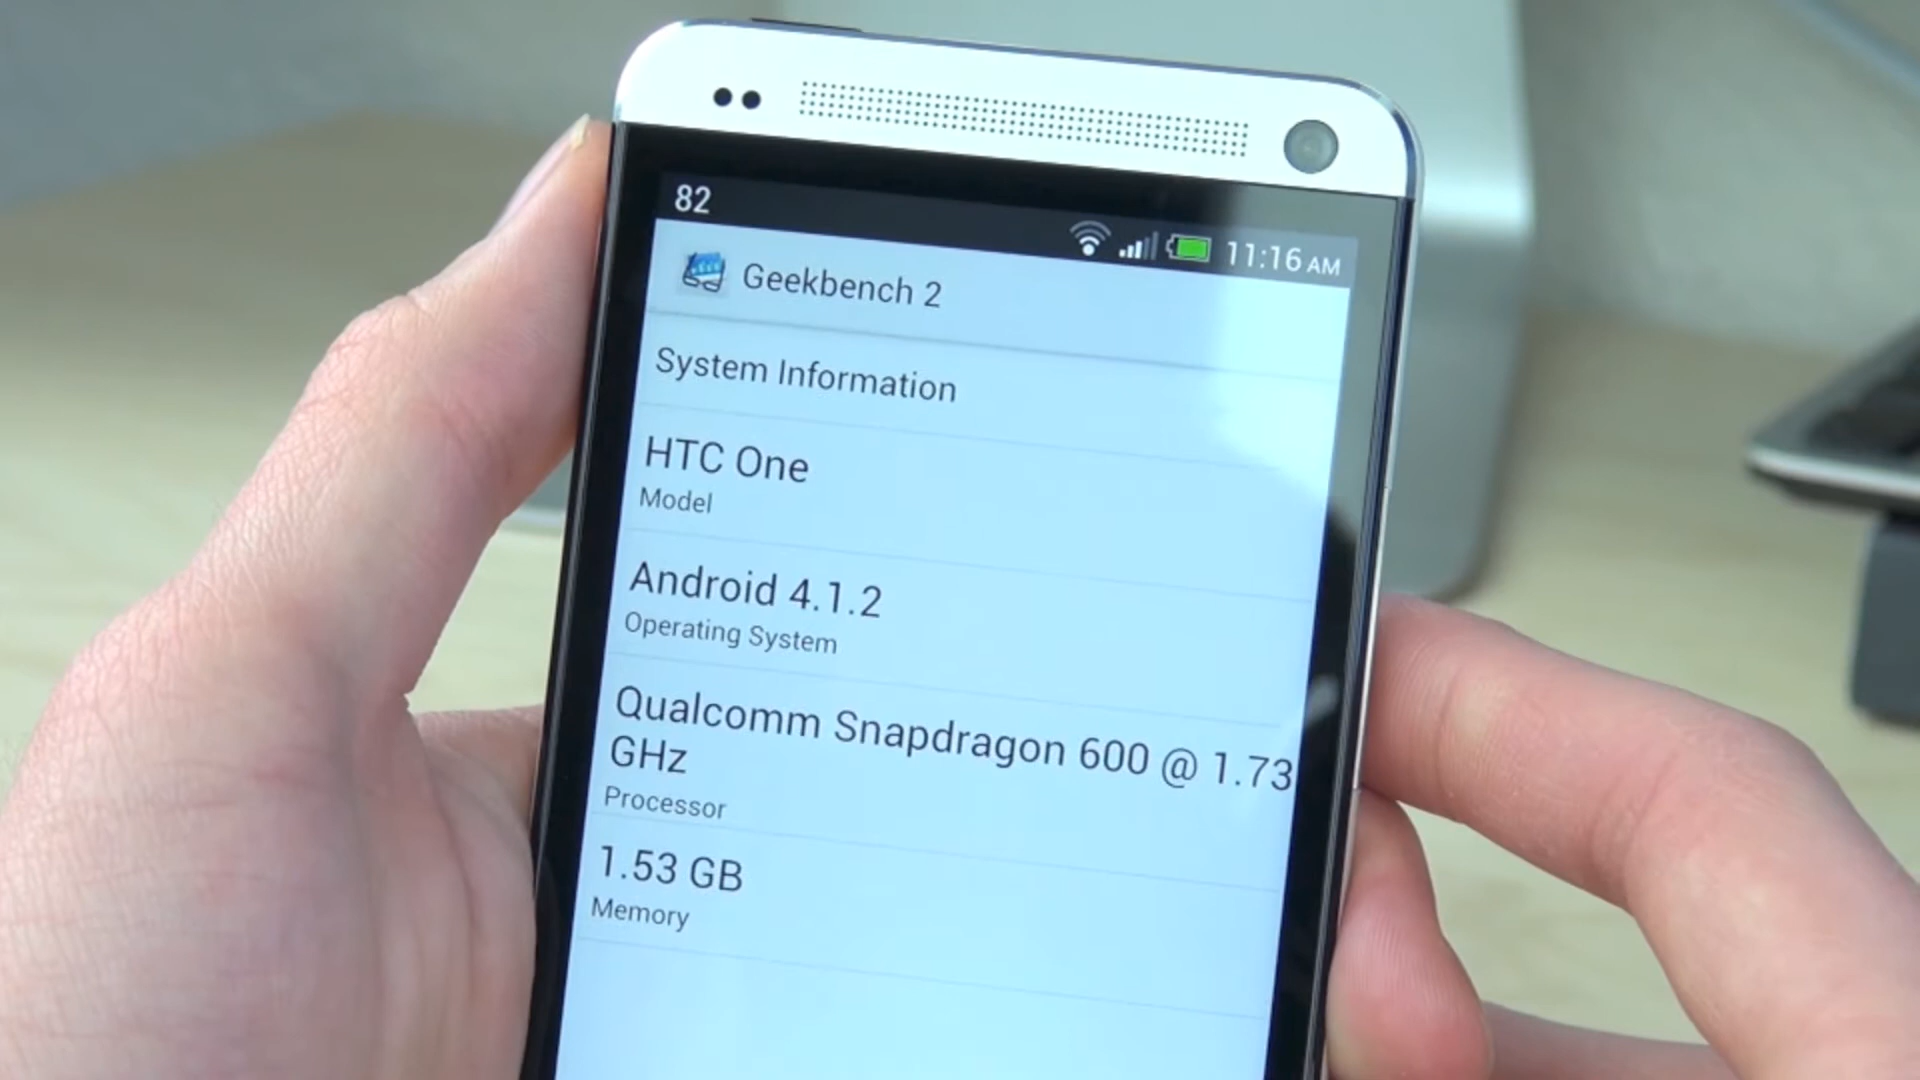 82
11:16 AM
Geekbench 2
System Information
HTC One
Model
Android 4.1.2
Operating System
Qualcomm Snapdragon 600 @ 1.73
GHz
Processor
1.53 GB
Memory